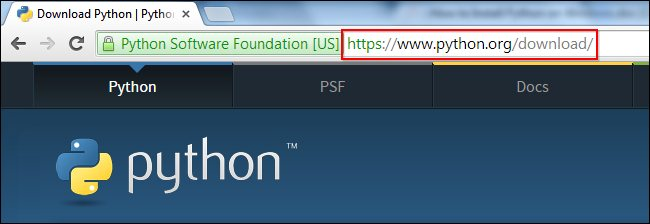 Download Python | Pytho
Python Software Foundation [US] https://www.python.org/download/
Python PSF Docs
python™